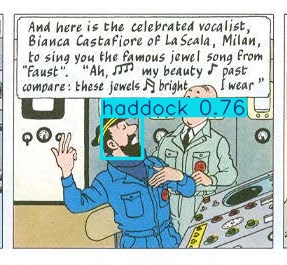 And here is the celebrated vocalist,
Bianca Castafiore of La Scala, Milan,
to sing you the famous jewel song from
"Faust". "Ah, ♫♫ my beauty ♪ past
compare: these jewels ♫ bright I wear"
haddock 0.76